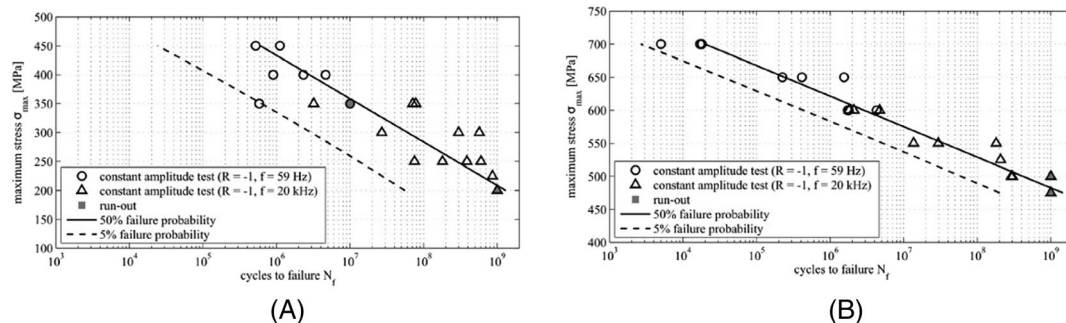 (A)
500
450
400
350
300
250
200
150
100
maximum stress σmax [MPa]
constant amplitude test (R = -1, f = 59 Hz)
constant amplitude test (R = -1, f = 20 kHz)
run-out
50% failure probability
5% failure probability
10³ 10⁴ 10⁵ 10⁶ 10⁷ 10⁸ 10⁹
cycles to failure Nf
(A)
(B)
750
700
650
600
550
500
450
400
maximum stress σmax [MPa]
constant amplitude test (R = -1, f = 59 Hz)
constant amplitude test (R = -1, f = 20 kHz)
run-out
50% failure probability
5% failure probability
10³ 10⁴ 10⁵ 10⁶ 10⁷ 10⁸ 10⁹
cycles to failure Nf
(B)